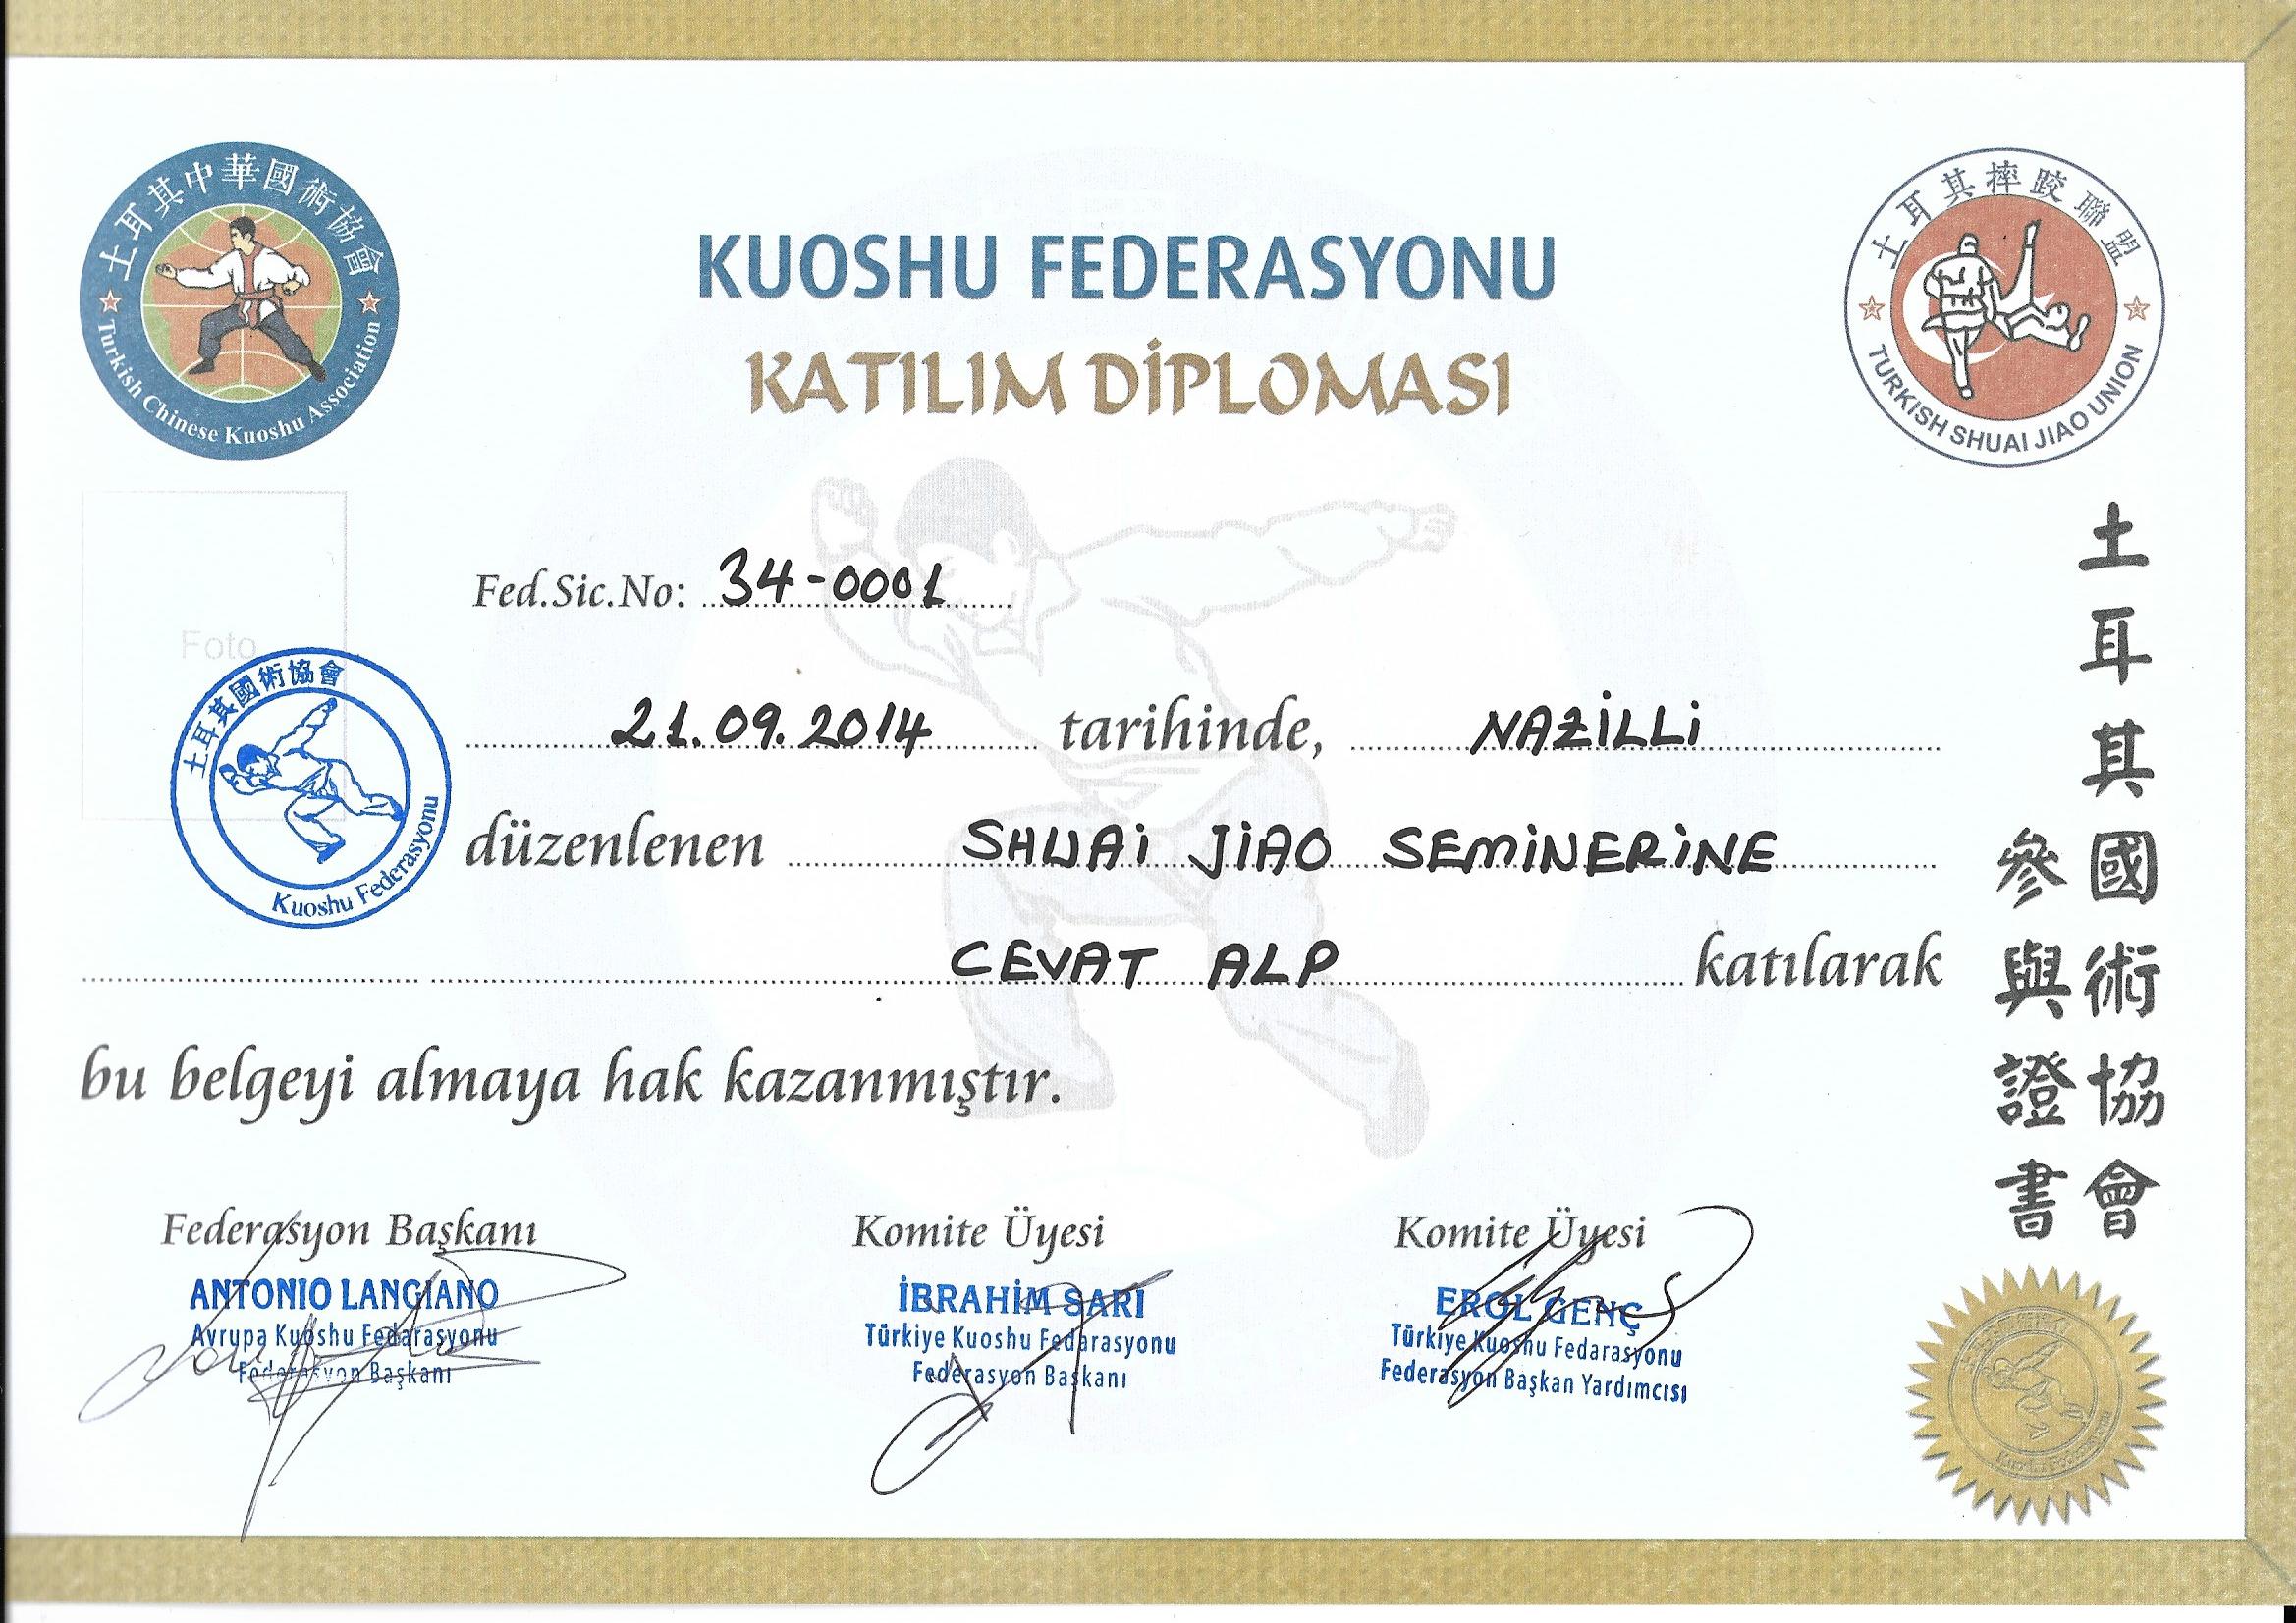 土耳其中華國術協會
Turkish Chinese Kuoshu Association
土耳其摔跤聯盟
TURKISH SHUAI JIAO UNION
KUOSHU FEDERASYONU
KATILIM DİPLOMASI
Foto
Fed.Sic.No: 34-0001
土耳其國術協會
Kuoshu Federasyonu
21.09.2014 tarihinde, NAZİLLİ
düzenlenen SHUAi JiAO SEMİNERİNE
CEVAT ALP katılarak
bu belgeyi almaya hak kazanmıştır.
土耳其國術協會
參與證書
Federasyon Başkanı
ANTONIO LANGIANO
Avrupa Kuoshu Fedarasyonu
Federasyon Başkanı
Komite Üyesi
İBRAHİM SARI
Türkiye Kuoshu Fedarasyonu
Federasyon Başkanı
Komite Üyesi
EROL GENÇ
Türkiye Kuoshu Fedarasyonu
Federasyon Başkan Yardımcısı
Kuoshu Federasyonu